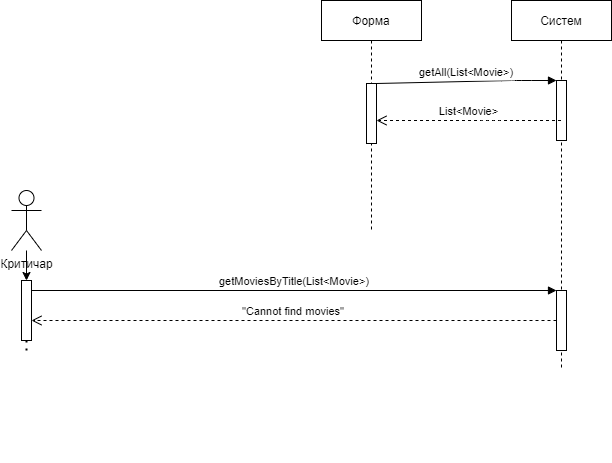 Форма
Систем
getAll(List<Movie>)
List<Movie>
Критичар
getMoviesByTitle(List<Movie>)
"Cannot find movies"